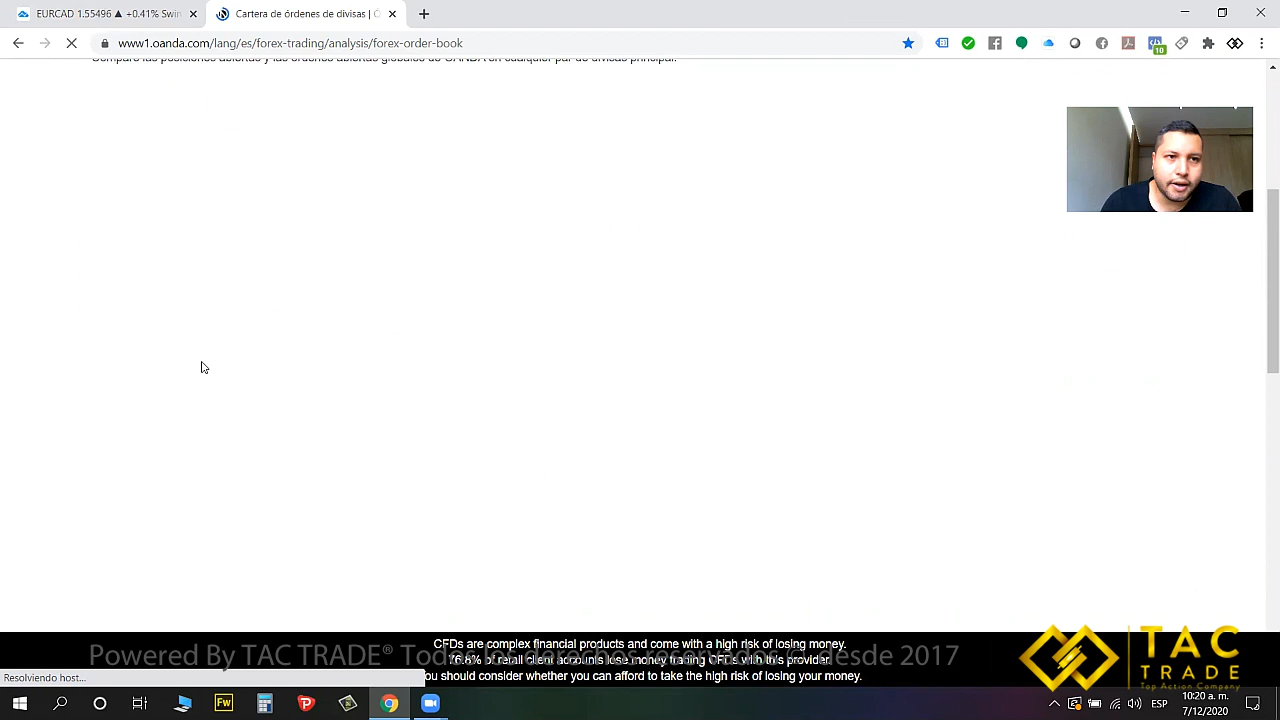 EURCAD 1.55496 ▲ +0.41% Swin
Cartera de órdenes de divisas | O
www1.oanda.com/lang/es/forex-trading/analysis/forex-order-book
10
Compare las posiciones abiertas y las órdenes abiertas globales de OANDA en cualquier par de divisas principal.
CFDs are complex financial products and come with a high risk of losing money.
76.8% of retail client accounts lose money trading CFDs with this provider.
You should consider whether you can afford to take the high risk of losing your money.
Powered By TAC TRADE® Todos los derechos reservados desde 2017
TAC
TRADE
Top Action Company
Resolviendo host...
FW
ESP
10:20 a. m.
7/12/2020